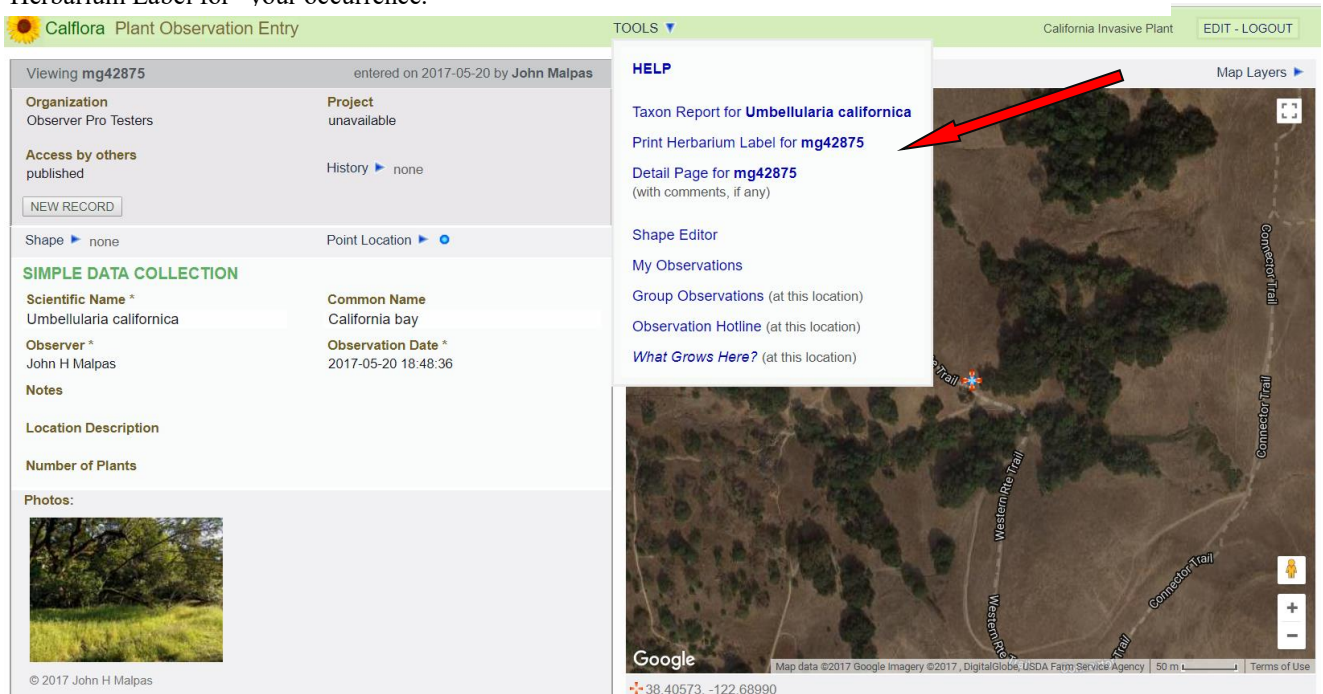 Herbarium Label for "your occurrence.
Calflora Plant Observation Entry
TOOLS ▼
California Invasive Plant
EDIT - LOGOUT
Viewing mg42875
entered on 2017-05-20 by John Malpas
Organization
Observer Pro Testers
Project
unavailable
Access by others
published
History ▶ none
NEW RECORD
Shape ▶ none
Point Location ▶
SIMPLE DATA COLLECTION
Scientific Name *
Umbellularia californica
Common Name
California bay
Observer *
John H Malpas
Observation Date *
2017-05-20 18:48:36
Notes
Location Description
Number of Plants
Photos:
© 2017 John H Malpas
HELP
Taxon Report for Umbellularia californica
Print Herbarium Label for mg42875
Detail Page for mg42875
(with comments, if any)
Shape Editor
My Observations
Group Observations (at this location)
Observation Hotline (at this location)
What Grows Here? (at this location)
Map Layers ▶
Connector Trail
Connector Trail
Trail
Western Rte Trail
Connector Trail
Western Rte Trail
Google
Map data ©2017 Google Imagery ©2017 , DigitalGlobe, USDA Farm Service Agency
50 m
Terms of Use
38.40573, -122.68990